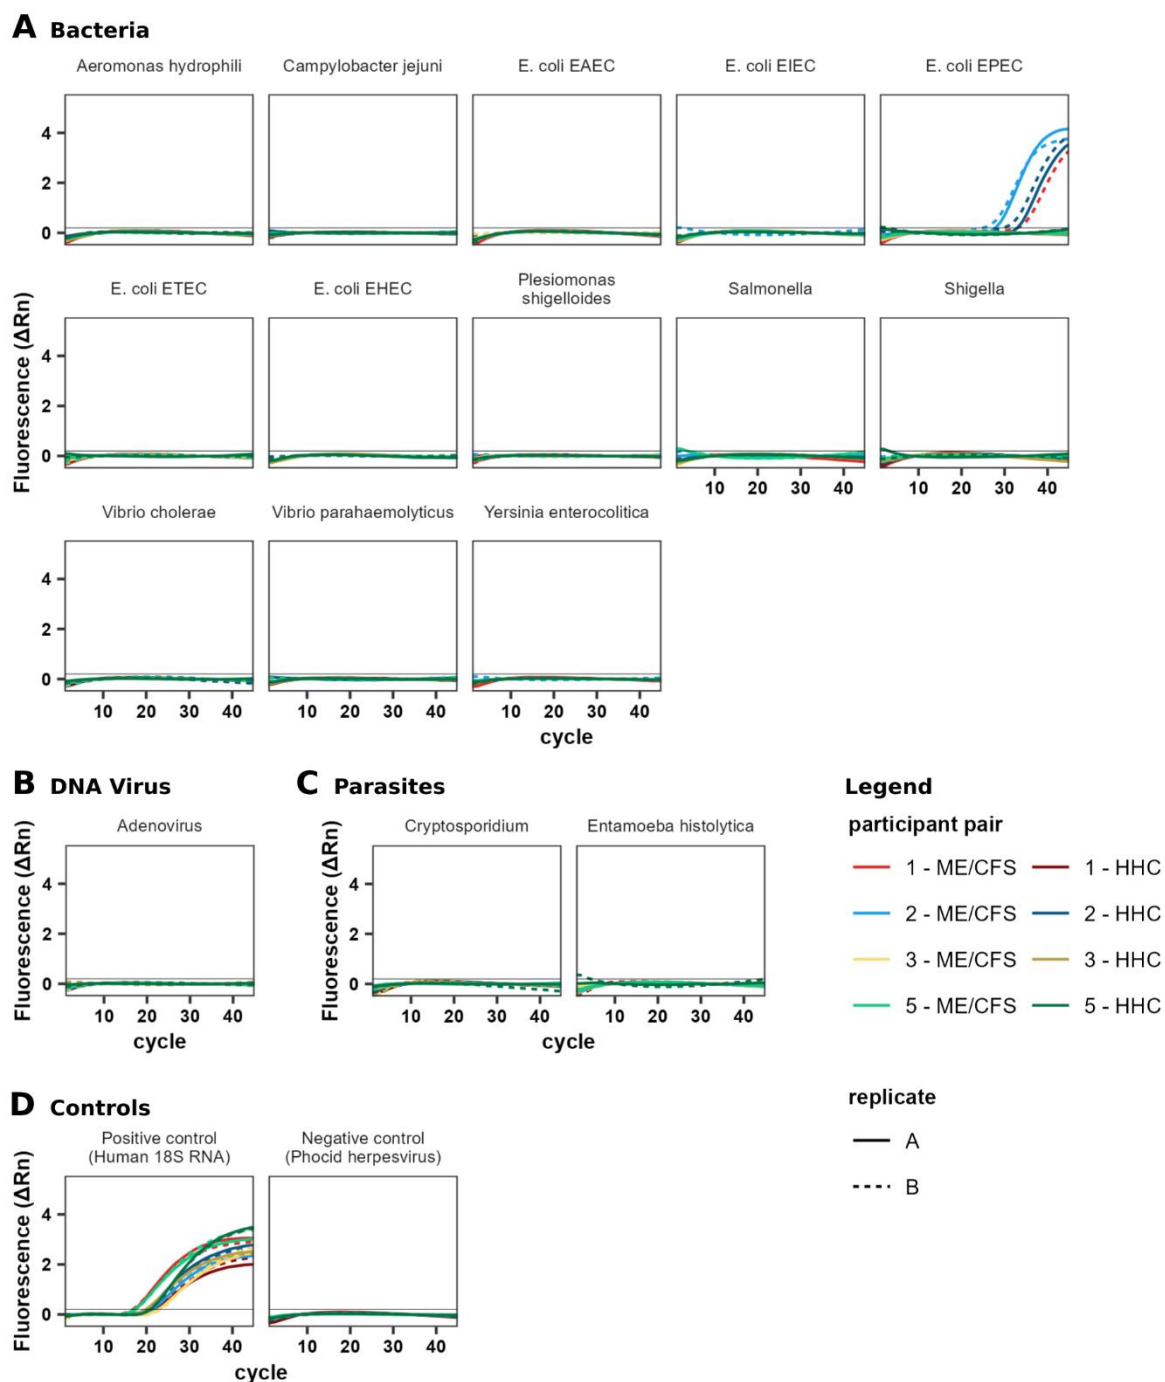 A Bacteria
Aeromonas hydrophili Campylobacter jejuni E. coli EAEC E. coli EIEC E. coli EPEC
4
2
0
E. coli ETEC E. coli EHEC Plesiomonas shigelloides Salmonella Shigella
Fluorescence (ΔRn)
4
2
0
10 20 30 40 10 20 30 40
Vibrio cholerae Vibrio parahaemolyticus Yersinia enterocolitica
4
2
0
10 20 30 40 10 20 30 40 10 20 30 40
cycle
B DNA Virus
Adenovirus
Fluorescence (ΔRn)
4
2
0
10 20 30 40
cycle
C Parasites
Cryptosporidium Entamoeba histolytica
Fluorescence (ΔRn)
4
2
0
10 20 30 40 10 20 30 40
cycle
Legend
participant pair
1 - ME/CFS 1 - HHC
2 - ME/CFS 2 - HHC
3 - ME/CFS 3 - HHC
5 - ME/CFS 5 - HHC
replicate
A
B
D Controls
Positive control
(Human 18S RNA)
Negative control
(Phocid herpesvirus)
Fluorescence (ΔRn)
4
2
0
10 20 30 40 10 20 30 40
cycle